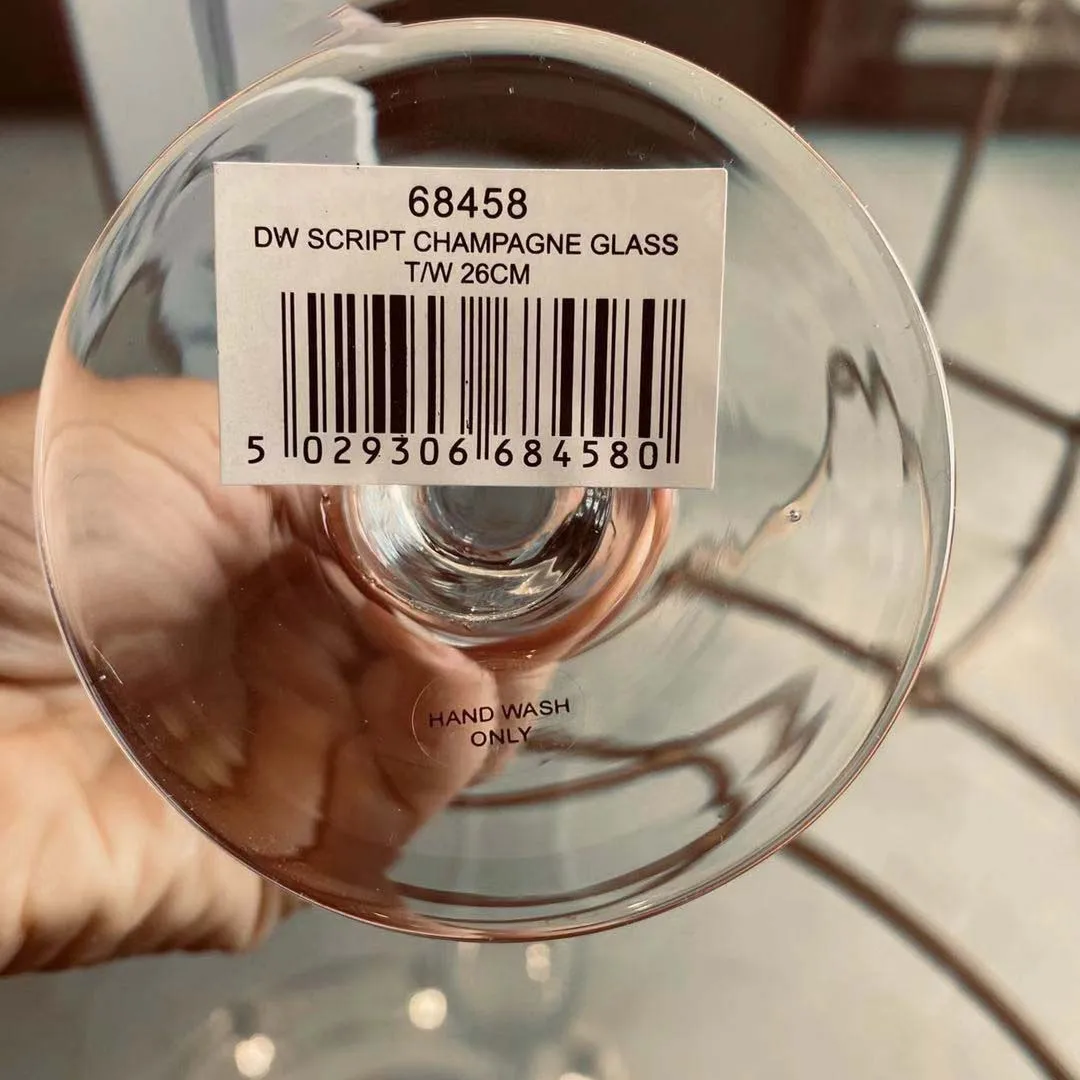 68458
DW SCRIPT CHAMPAGNE GLASS
T/W 26CM
5 029306 684580
HAND WASH
ONLY